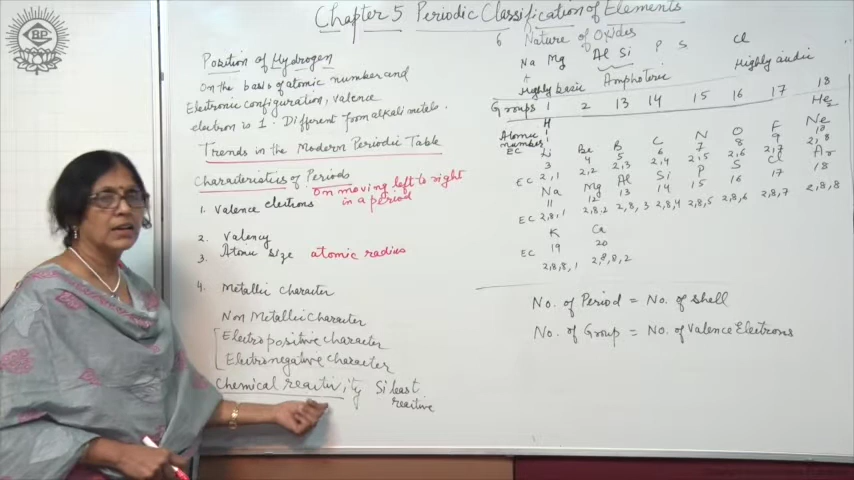 BP
Chapter 5 Periodic Classification of Elements
Position of Hydrogen
On the basis of atomic number and
Electronic configuration, valence
electron is 1. Different from alkali metals.
Trends in the Modern Periodic Table
Characteristics of Periods
On moving left to right
in a period
1. Valence electrons
2. Valency
3. Atomic size atomic radius
4. Metallic character
Non Metallic Character
Electropositive character
Electronegative character
Chemical reactivity Si least
reactive
6 Nature of Oxides
Na Mg Al Si P S Cl
Highly basic Amphoteric Highly acidic
Groups 1 2 13 14 15 16 17 18
H He
Atomic number 1 2
EC Li Be B C N O F Ne
3 4 5 6 7 8 9 10
EC 2,1 2,2 2,3 2,4 2,5 2,6 2,7 2,8
Na Mg Al Si P S Cl Ar
11 12 13 14 15 16 17 18
EC 2,8,1 2,8,2 2,8,3 2,8,4 2,8,5 2,8,6 2,8,7 2,8,8
K Ca
19 20
EC 2,8,8,1 2,8,8,2
No. of Period = No. of shell
No. of Group = No. of Valence Electrons